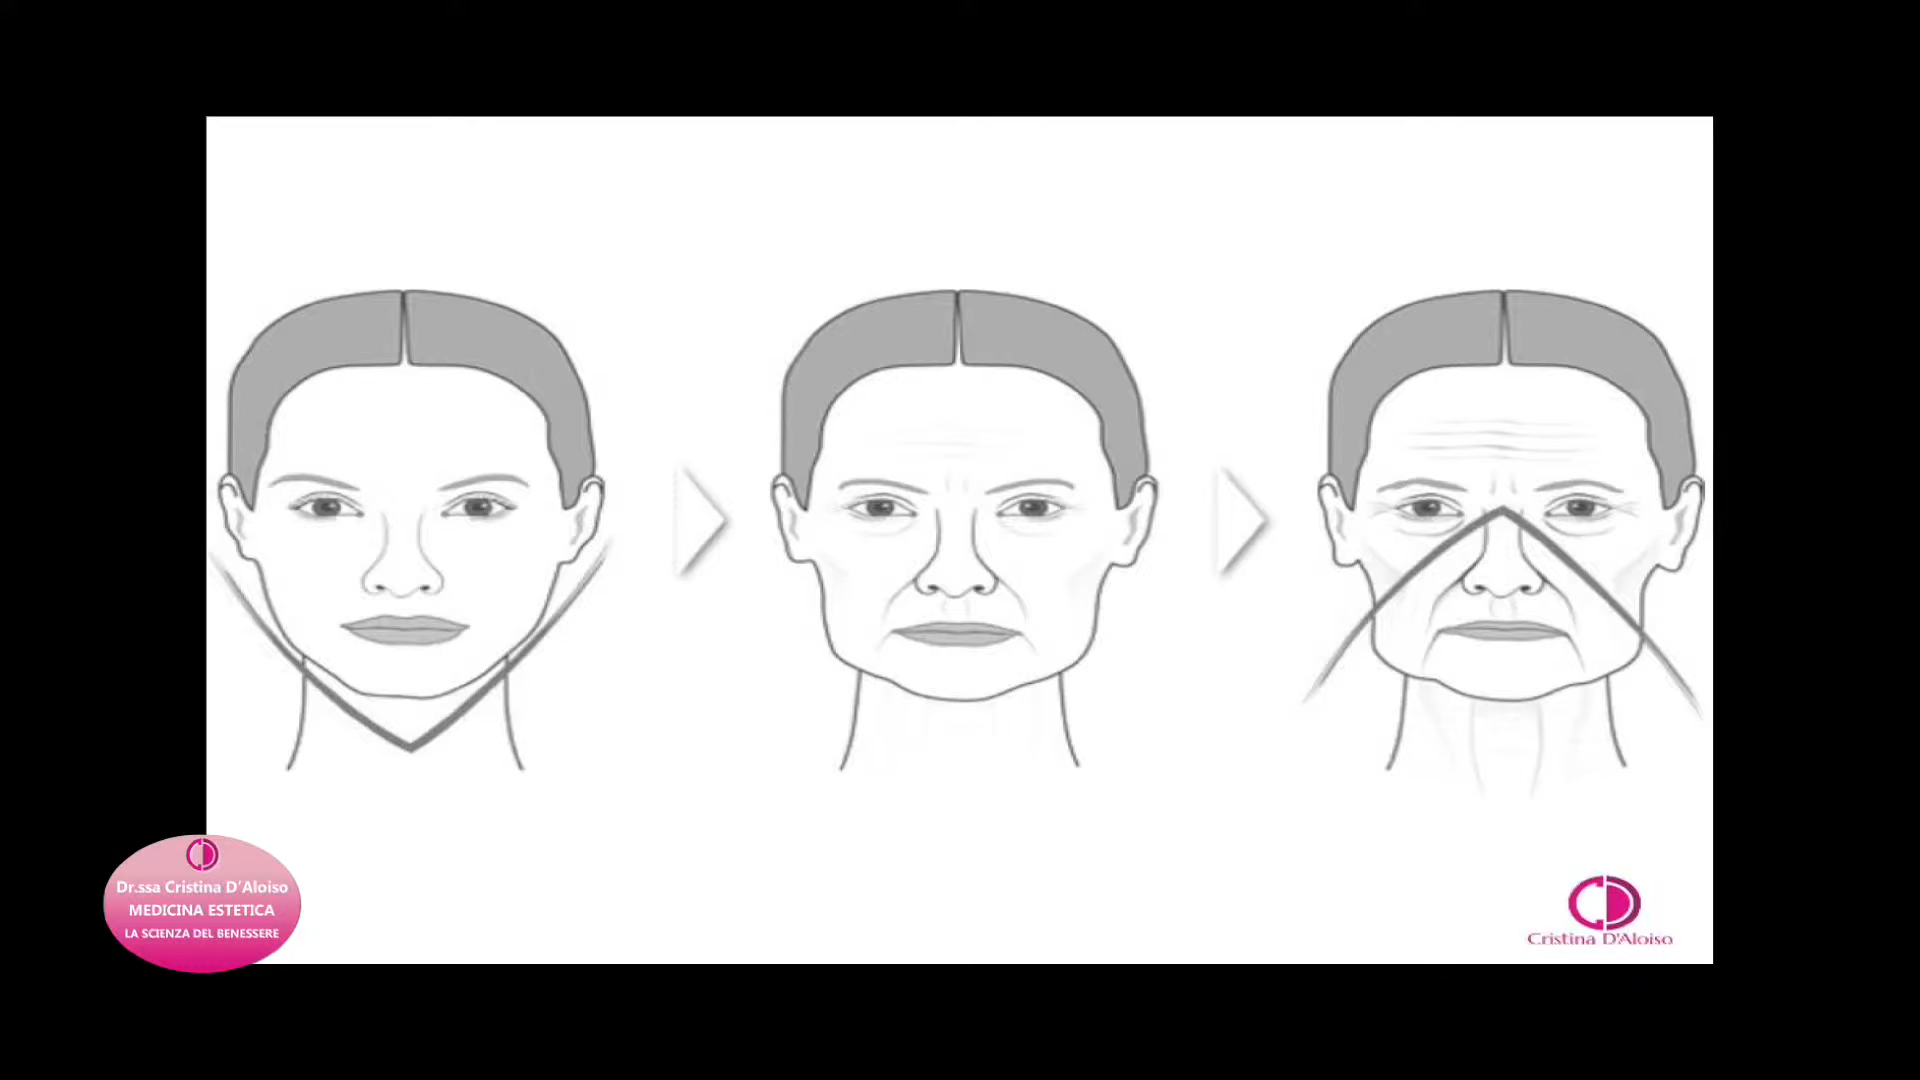 Dr.ssa Cristina D'Aloiso
MEDICINA ESTETICA
LA SCIENZA DEL BENESSERE
Cristina D'Aloiso